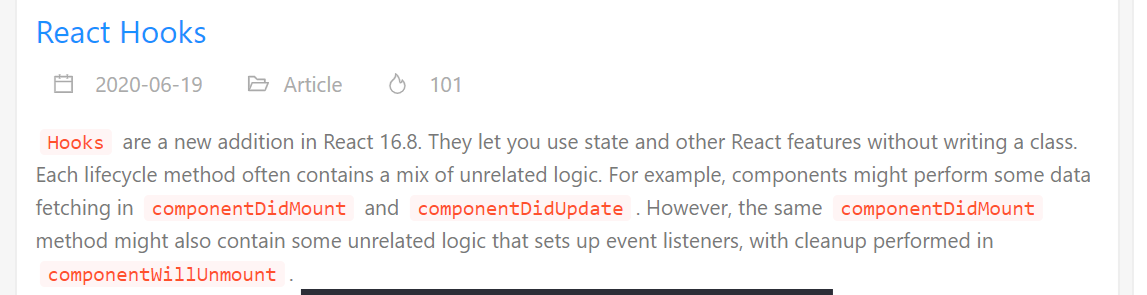 React Hooks
2020-06-19 Article 101
Hooks are a new addition in React 16.8. They let you use state and other React features without writing a class.
Each lifecycle method often contains a mix of unrelated logic. For example, components might perform some data
fetching in componentDidMount and componentDidUpdate . However, the same componentDidMount
method might also contain some unrelated logic that sets up event listeners, with cleanup performed in
componentWillUnmount .